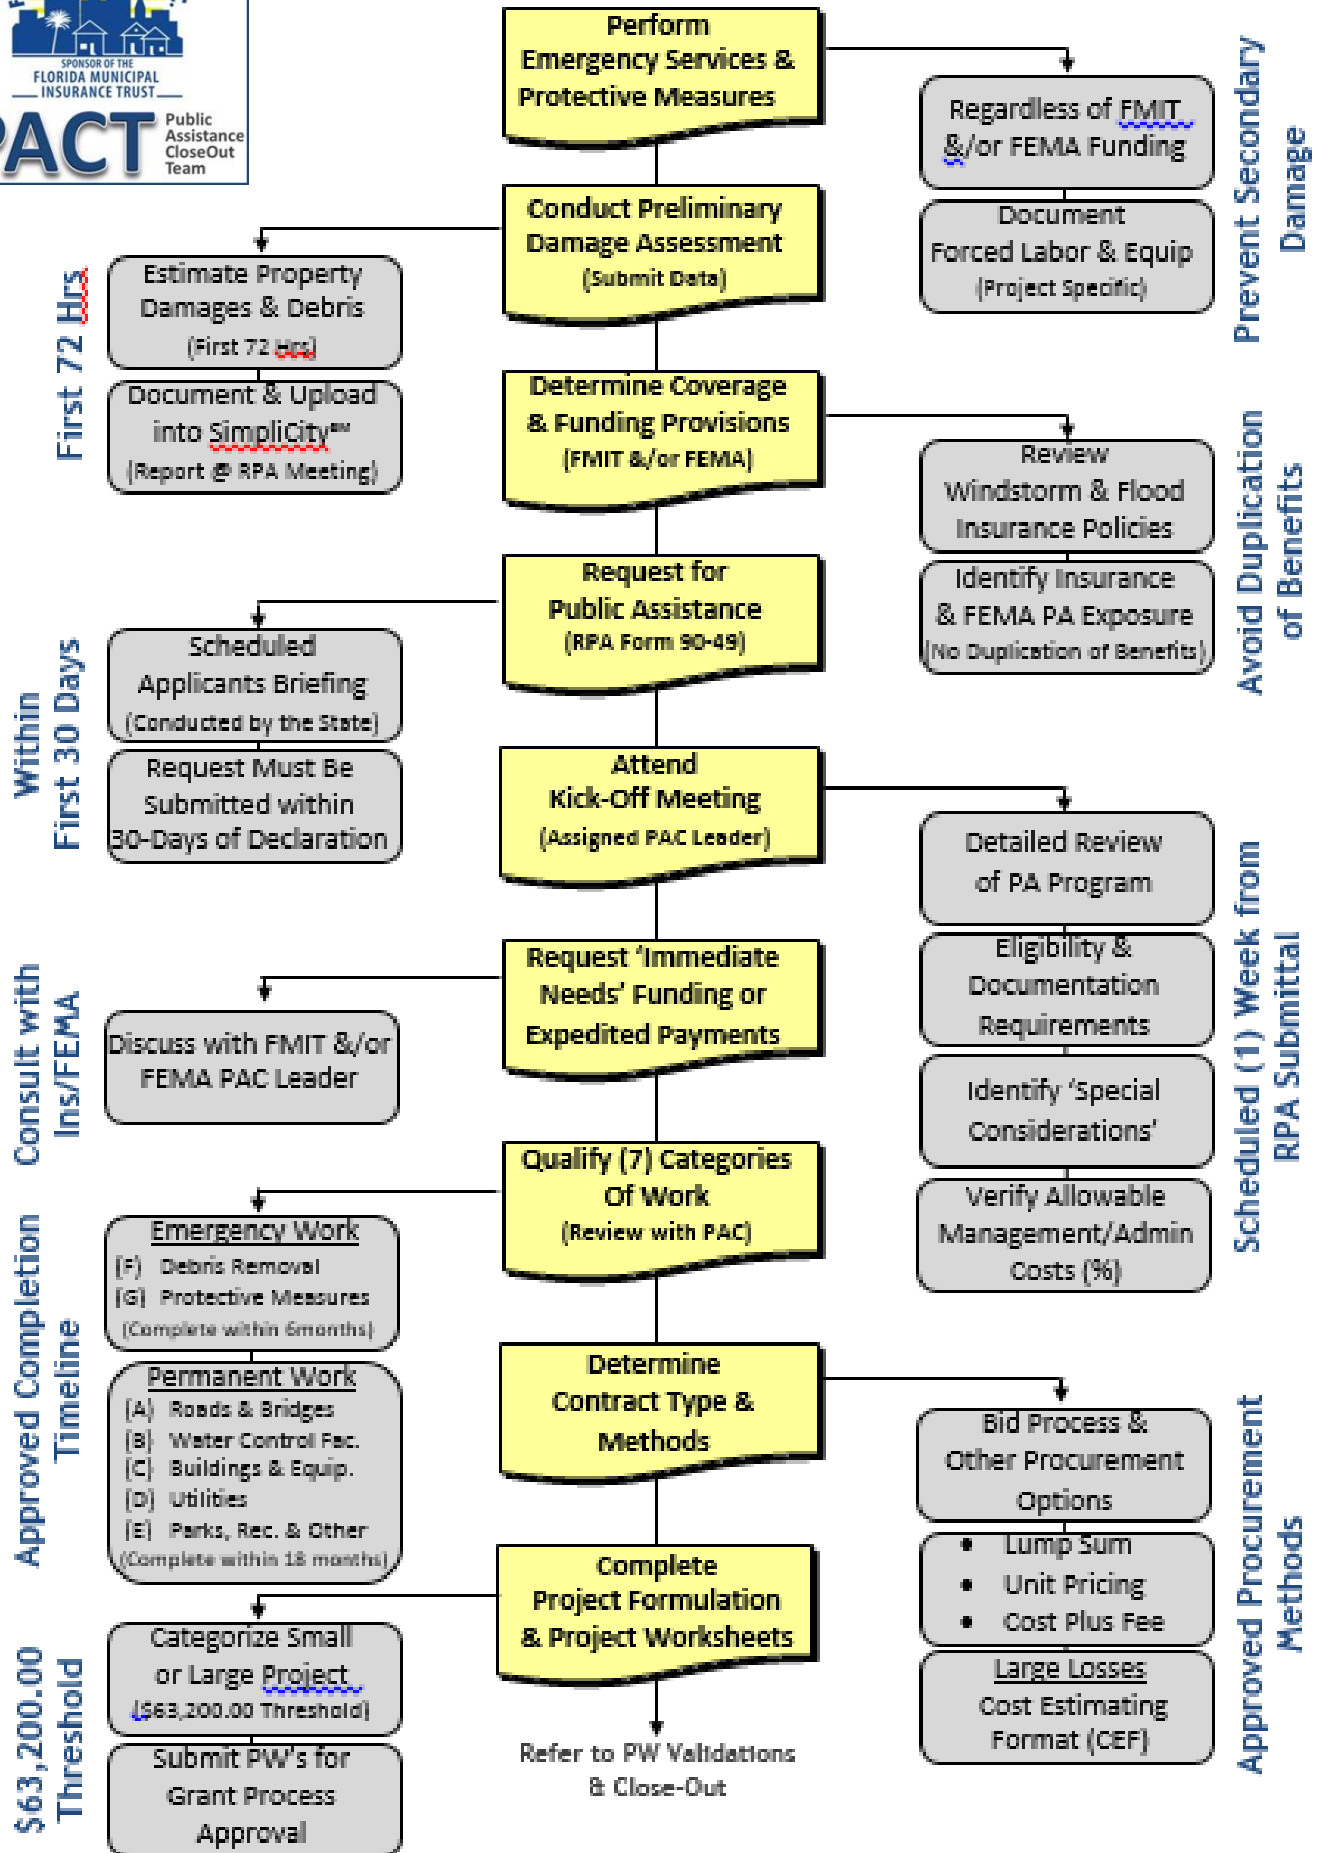 SPONSOR OF THE
FLORIDA MUNICIPAL
INSURANCE TRUST
PACT
Public
Assistance
CloseOut
Team
Perform
Emergency Services &
Protective Measures
Regardless of FMIT
&/or FEMA Funding
Document
Forced Labor & Equip
(Project Specific)
Prevent Secondary
Damage
Conduct Preliminary
Damage Assessment
(Submit Data)
First 72 Hrs
Estimate Property
Damages & Debris
(First 72 Hrs)
Document & Upload
into SimpliCity℠
(Report @ RPA Meeting)
Determine Coverage
& Funding Provisions
(FMIT &/or FEMA)
Review
Windstorm & Flood
Insurance Policies
Identify Insurance
& FEMA PA Exposure
(No Duplication of Benefits)
Avoid Duplication
of Benefits
Request for
Public Assistance
(RPA Form 90-49)
Within
First 30 Days
Scheduled
Applicants Briefing
(Conducted by the State)
Request Must Be
Submitted within
30-Days of Declaration
Attend
Kick-Off Meeting
(Assigned PAC Leader)
Detailed Review
of PA Program
Eligibility &
Documentation
Requirements
Identify ‘Special
Considerations’
Verify Allowable
Management/Admin
Costs (%)
Scheduled (1) Week from
RPA Submittal
Request ‘Immediate
Needs’ Funding or
Expedited Payments
Consult with
Ins/FEMA
Discuss with FMIT &/or
FEMA PAC Leader
Qualify (7) Categories
Of Work
(Review with PAC)
Approved Completion
Timeline
Emergency Work
(F) Debris Removal
(G) Protective Measures
(Complete within 6months)
Permanent Work
(A) Roads & Bridges
(B) Water Control Fac.
(C) Buildings & Equip.
(D) Utilities
(E) Parks, Rec. & Other
(Complete within 18 months)
Determine
Contract Type &
Methods
Bid Process &
Other Procurement
Options
• Lump Sum
• Unit Pricing
• Cost Plus Fee
Large Losses
Cost Estimating
Format (CEF)
Approved Procurement
Methods
Complete
Project Formulation
& Project Worksheets
$63,200.00
Threshold
Categorize Small
or Large Project
($63,200.00 Threshold)
Submit PW's for
Grant Process
Approval
Refer to PW Validations
& Close-Out